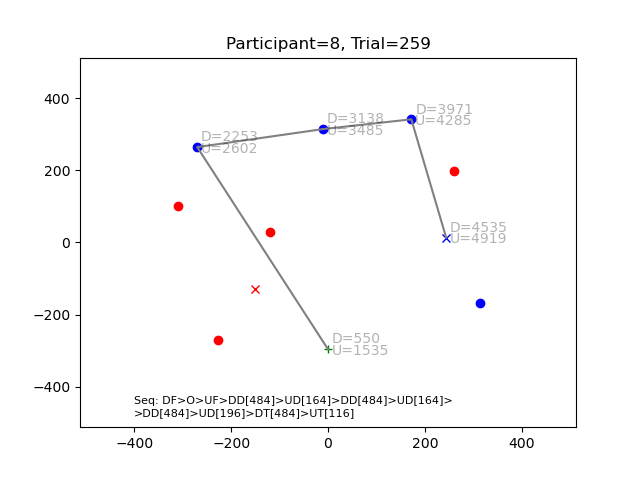 Participant=8, Trial=259
400
200
0
−200
−400
D=3971
U=4285
D=3138
U=3485
D=2253
U=2602
D=4535
U=4919
D=550
U=1535
Seq: DF>O>UF>DD[484]>UD[164]>DD[484]>UD[164]>
>DD[484]>UD[196]>DT[484]>UT[116]
−400
−200
0
200
400